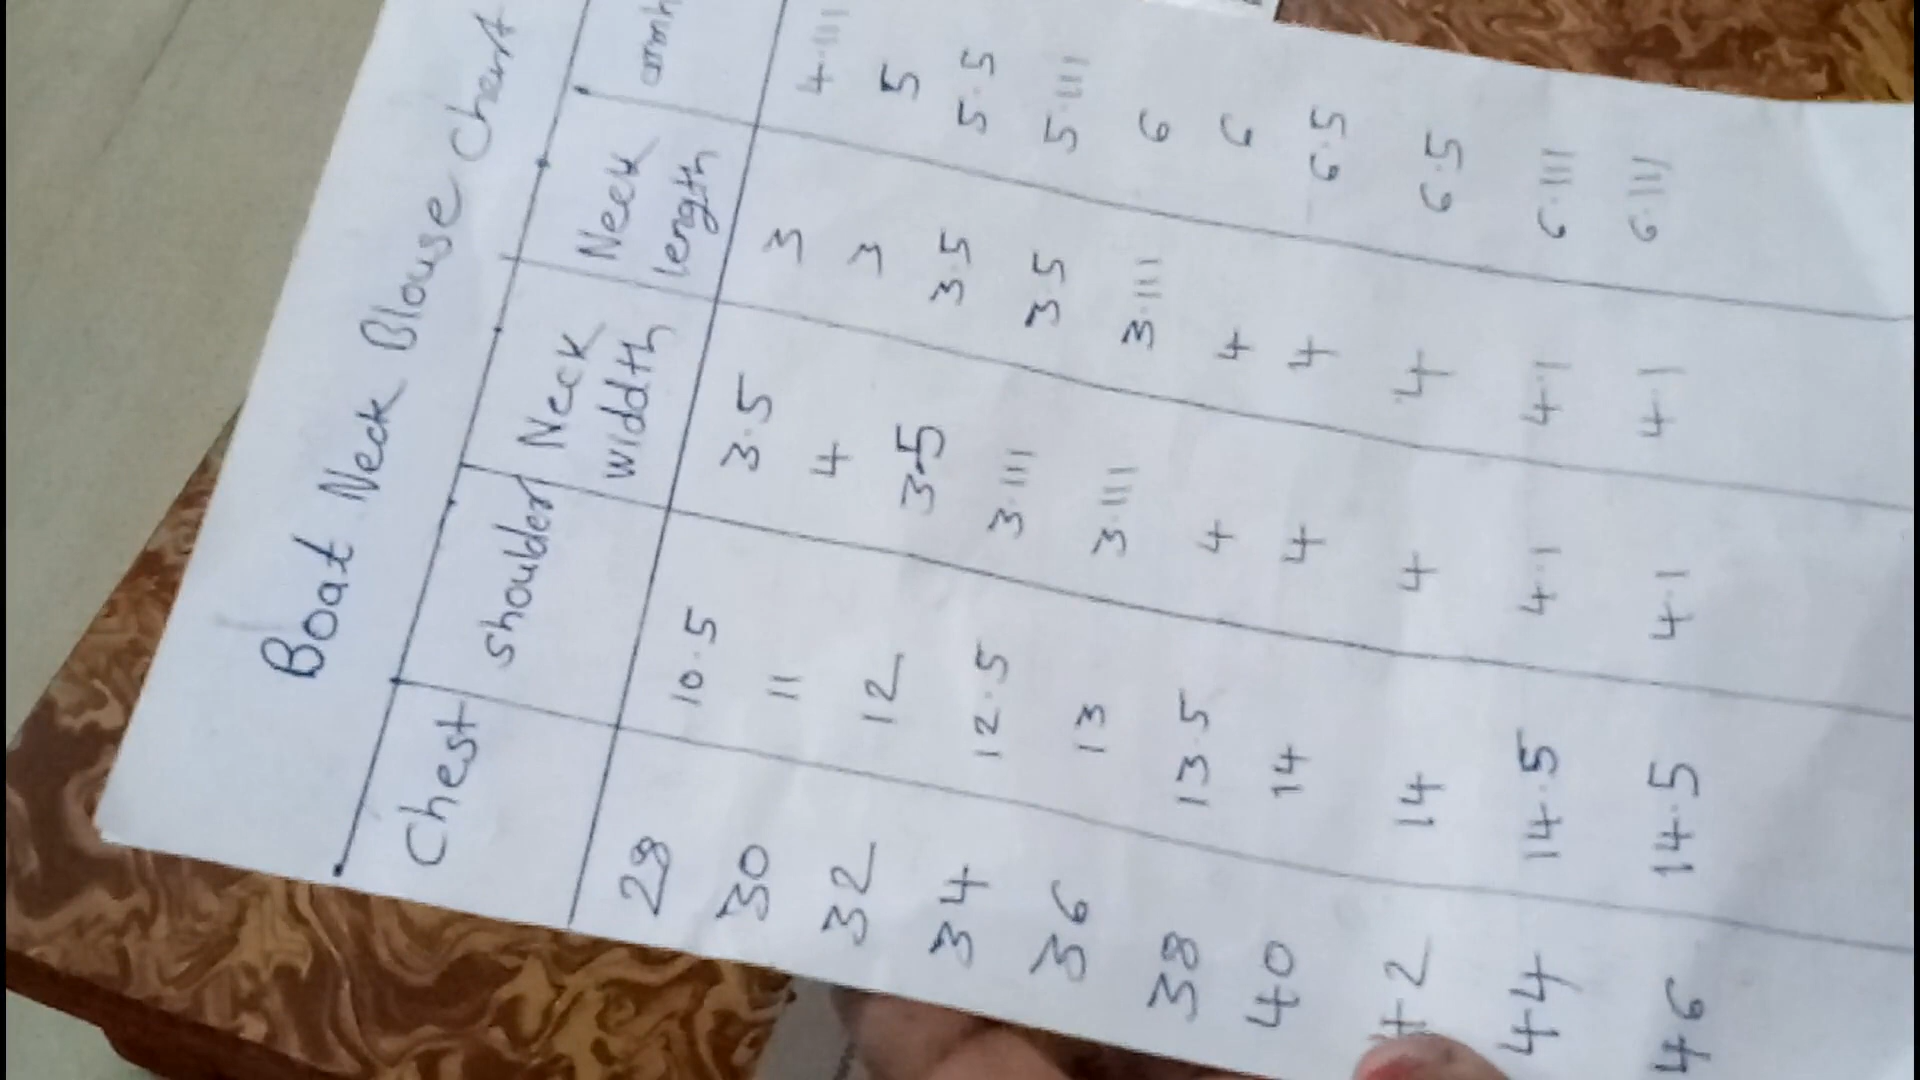 Boat Neck Blouse Chart
Chest shoulder Neck widdth Neck length armh
28 10.5 3.5 3 4.111
30 11 4 3 5
32 12 35 3.5 5.5
34 12.5 3.111 3.5 5.111
36 13 3.111 3.111 6
38 13.5 4 4 6
40 14 4 4 6.5
42 14 4 4 6.5
44 14.5 4.1 4.1 6.111
46 14.5 4.1 4.1 6.111